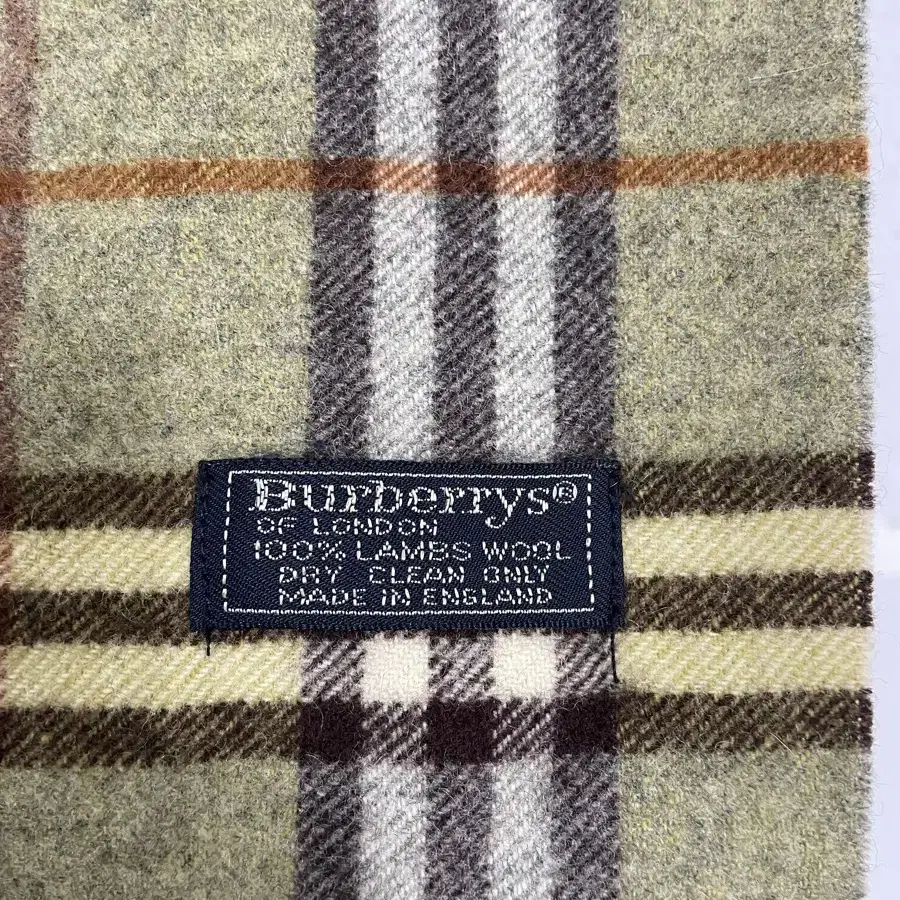 Burberrys®
OF LONDON
100% LAMBS WOOL
DRY CLEAN ONLY
MADE IN ENGLAND